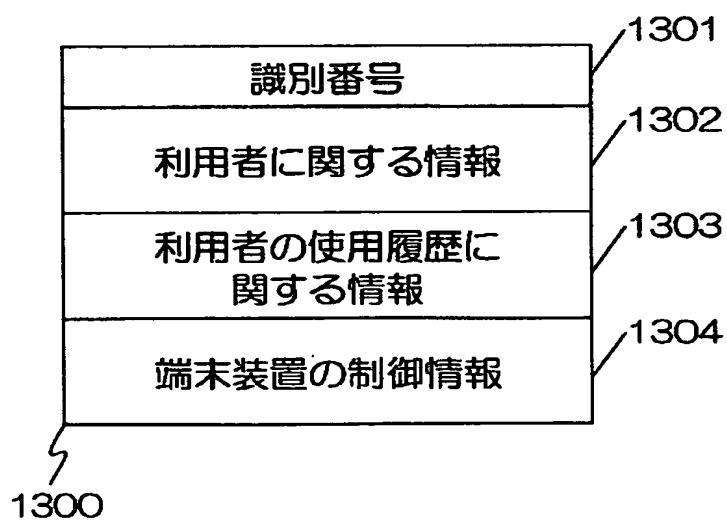 1301
識別番号
1302
利用者に関する情報
1303
利用者の使用履歴に
関する情報
1304
端末装置の制御情報
1300